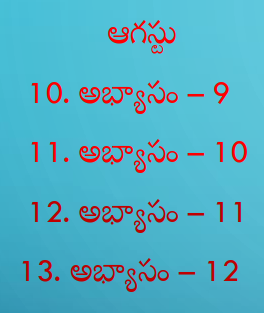 ఆగస్టు
10. అభ్యాసం – 9
11. అభ్యాసం – 10
12. అభ్యాసం – 11
13. అభ్యాసం – 12